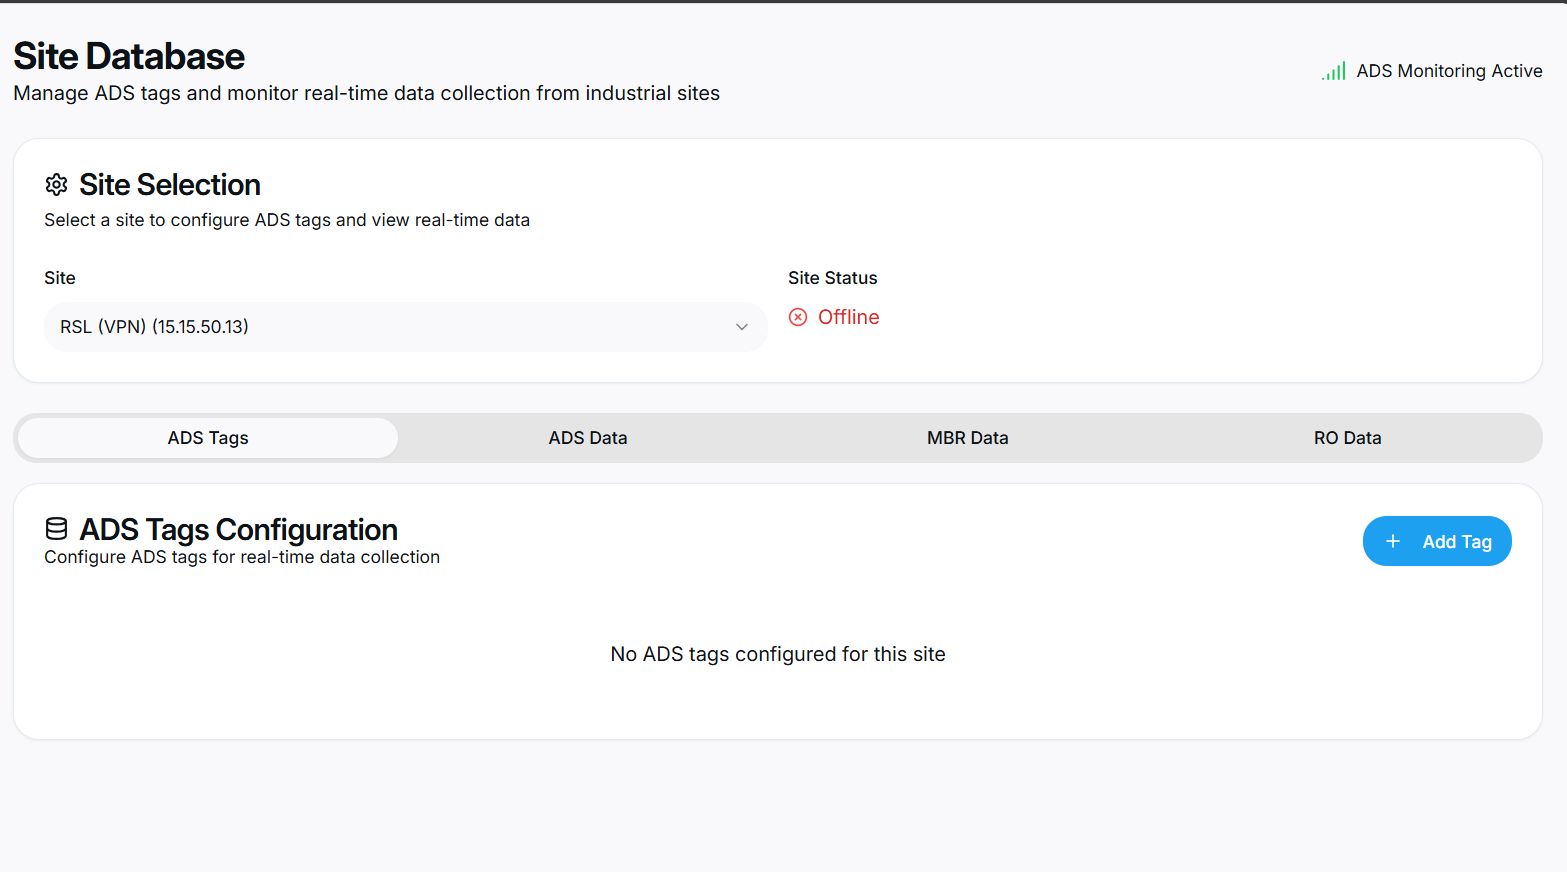 Site Database
Manage ADS tags and monitor real-time data collection from industrial sites
ADS Monitoring Active
Site Selection
Select a site to configure ADS tags and view real-time data
Site
Site Status
RSL (VPN) (15.15.50.13)
Offline
ADS Tags
ADS Data
MBR Data
RO Data
ADS Tags Configuration
Configure ADS tags for real-time data collection
Add Tag
No ADS tags configured for this site